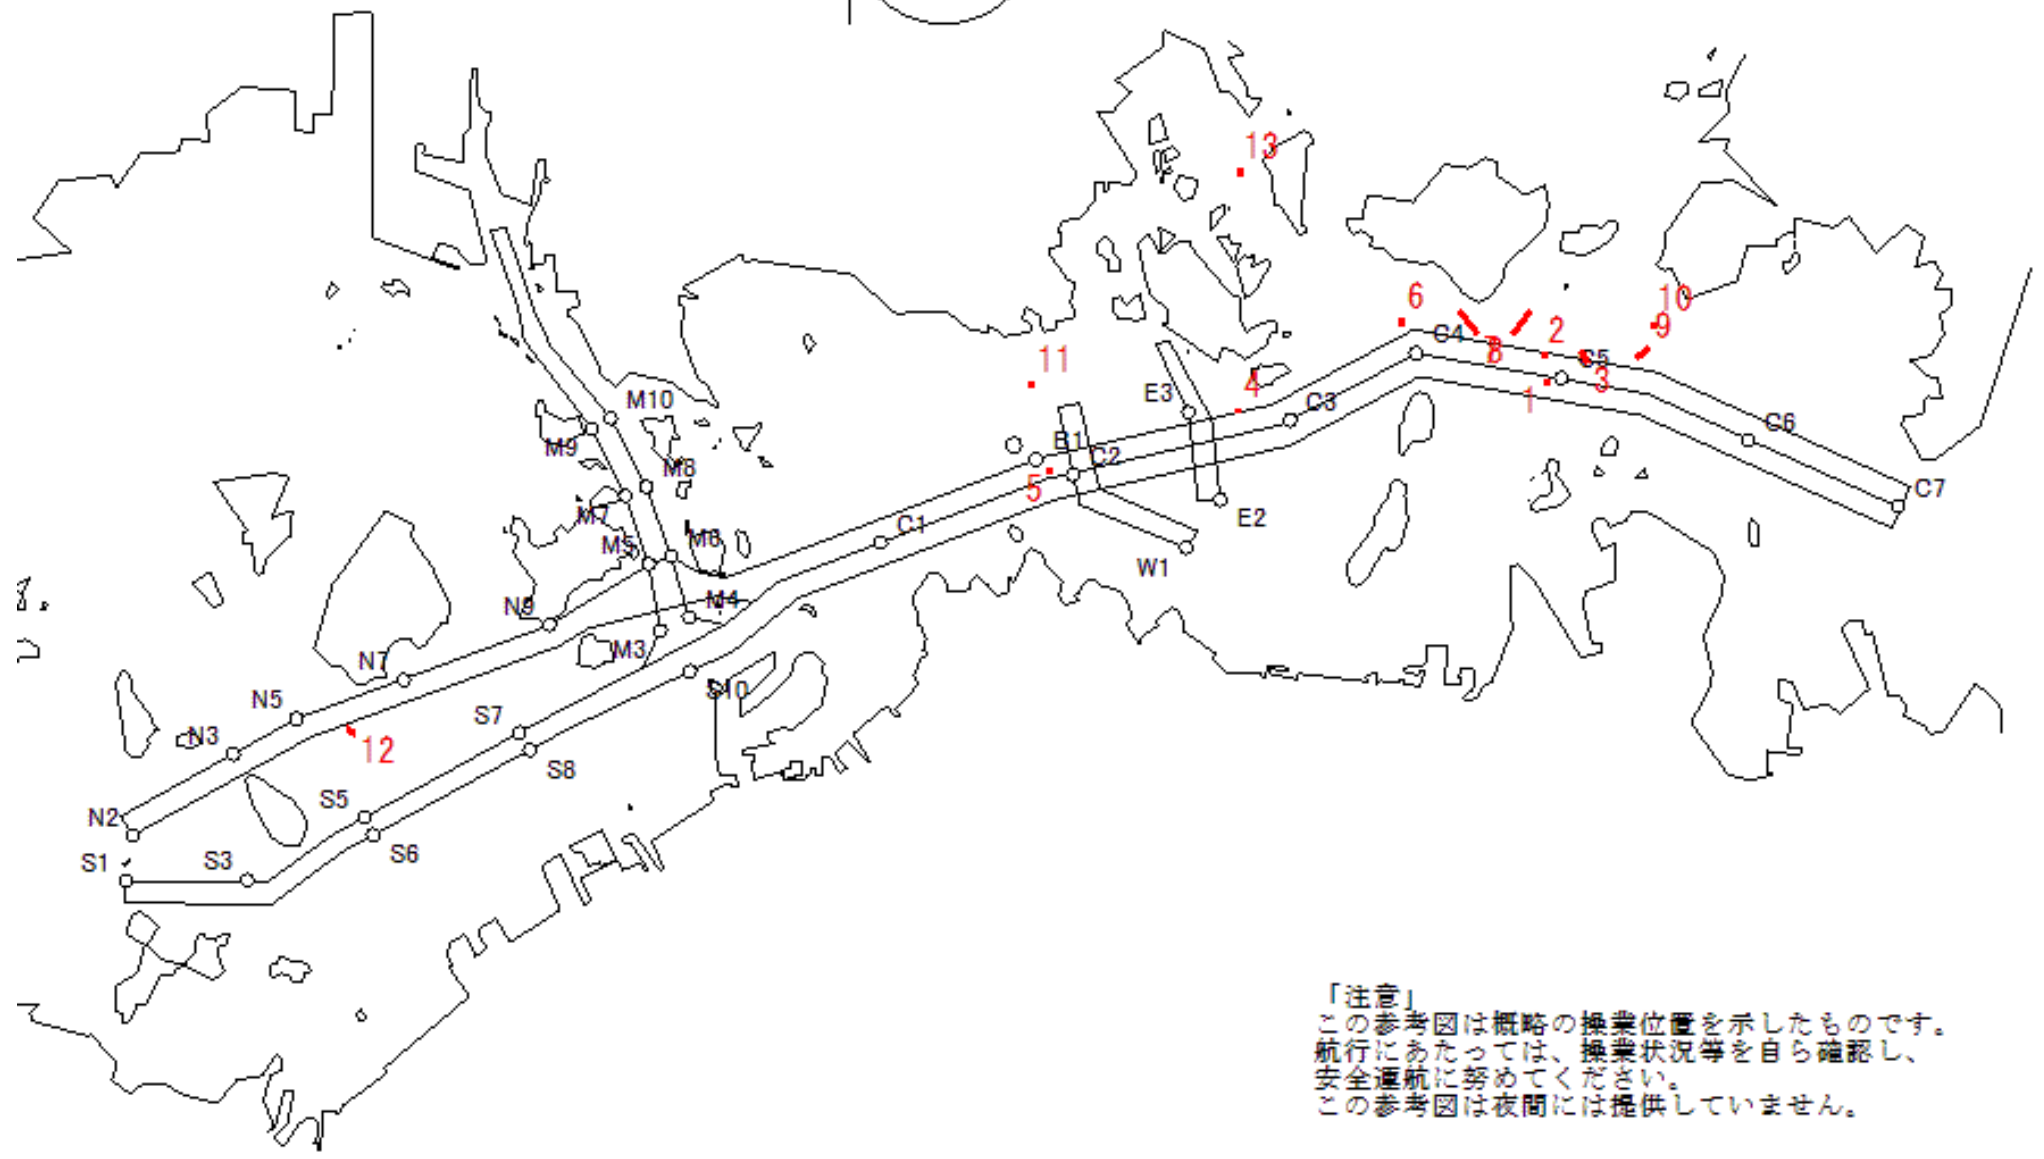 13
6
10
C4
2
9
7
8
C5
11
E3
4
3
1
C3
M10
C6
M9
B1
C2
M8
5
C7
M7
E2
C1
M5
M6
W1
N9
M4
M3
N7
S10
N5
S7
N3
12
S8
S5
N2
S6
S1
S3
「注意」
この参考図は概略の操業位置を示したものです。
航行にあたっては、操業状況等を自ら確認し、
安全運航に努めてください。
この参考図は夜間には提供していません。